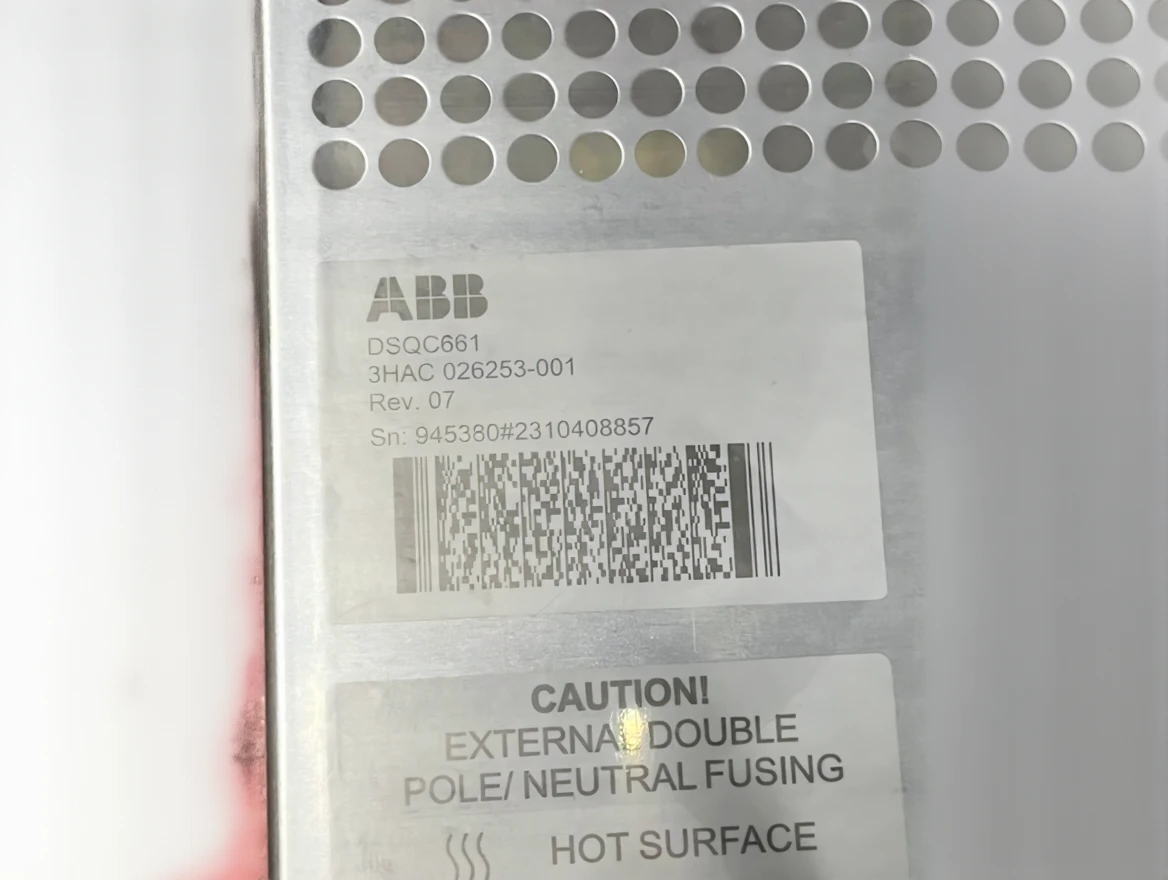 ABB
DSQC661
3HAC 026253-001
Rev. 07
Sn: 945380#2310408857
CAUTION!
EXTERNAL DOUBLE
POLE/ NEUTRAL FUSING
HOT SURFACE